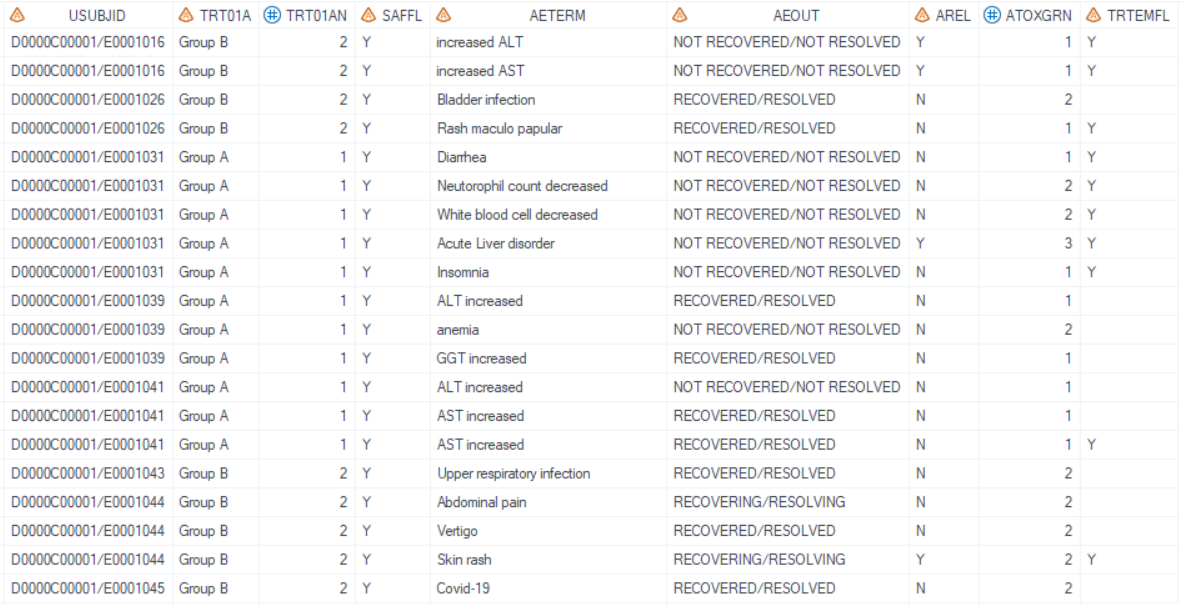 USUBJID TRT01A TRT01AN SAFFL AETERM AEOUT AREL ATOXGRN TRTEMFL
D0000C00001/E0001016 Group B 2 Y increased ALT NOT RECOVERED/NOT RESOLVED Y 1 Y
D0000C00001/E0001016 Group B 2 Y increased AST NOT RECOVERED/NOT RESOLVED Y 1 Y
D0000C00001/E0001026 Group B 2 Y Bladder infection RECOVERED/RESOLVED N 2
D0000C00001/E0001026 Group B 2 Y Rash maculo papular RECOVERED/RESOLVED N 1 Y
D0000C00001/E0001031 Group A 1 Y Diarrhea NOT RECOVERED/NOT RESOLVED N 1 Y
D0000C00001/E0001031 Group A 1 Y Neutorophil count decreased NOT RECOVERED/NOT RESOLVED N 2 Y
D0000C00001/E0001031 Group A 1 Y White blood cell decreased NOT RECOVERED/NOT RESOLVED N 2 Y
D0000C00001/E0001031 Group A 1 Y Acute Liver disorder NOT RECOVERED/NOT RESOLVED Y 3 Y
D0000C00001/E0001031 Group A 1 Y Insomnia NOT RECOVERED/NOT RESOLVED N 1 Y
D0000C00001/E0001039 Group A 1 Y ALT increased RECOVERED/RESOLVED N 1
D0000C00001/E0001039 Group A 1 Y anemia NOT RECOVERED/NOT RESOLVED N 2
D0000C00001/E0001039 Group A 1 Y GGT increased RECOVERED/RESOLVED N 1
D0000C00001/E0001041 Group A 1 Y ALT increased NOT RECOVERED/NOT RESOLVED N 1
D0000C00001/E0001041 Group A 1 Y AST increased RECOVERED/RESOLVED N 1
D0000C00001/E0001041 Group A 1 Y AST increased RECOVERED/RESOLVED N 1 Y
D0000C00001/E0001043 Group B 2 Y Upper respiratory infection RECOVERED/RESOLVED N 2
D0000C00001/E0001044 Group B 2 Y Abdominal pain RECOVERING/RESOLVING N 2
D0000C00001/E0001044 Group B 2 Y Vertigo RECOVERED/RESOLVED N 2
D0000C00001/E0001044 Group B 2 Y Skin rash RECOVERING/RESOLVING Y 2 Y
D0000C00001/E0001045 Group B 2 Y Covid-19 RECOVERED/RESOLVED N 2